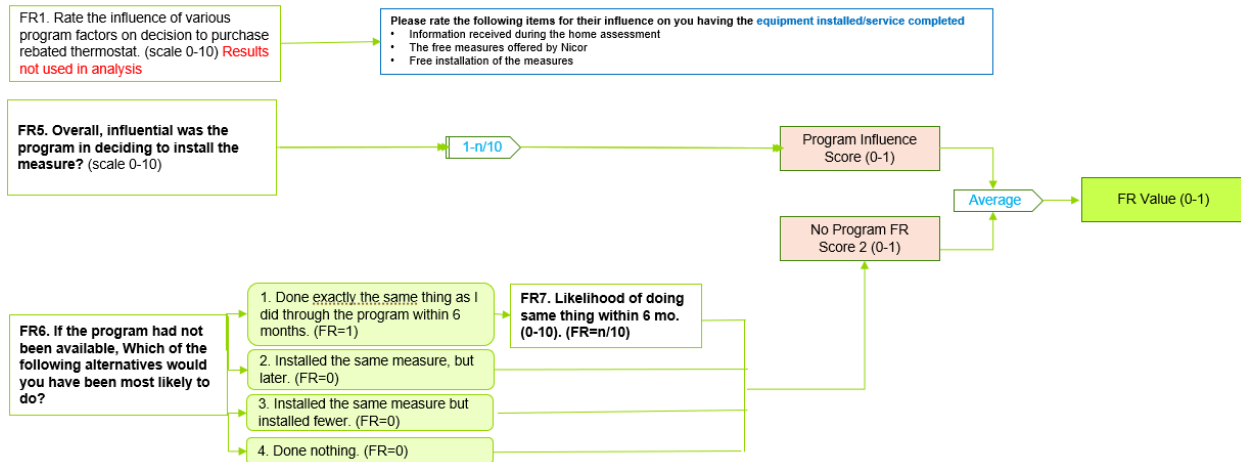 FR1. Rate the influence of various
program factors on decision to purchase
rebated thermostat. (scale 0-10) Results
not used in analysis
Please rate the following items for their influence on you having the equipment installed/service completed
• Information received during the home assessment
• The free measures offered by Nicor
• Free installation of the measures
FR5. Overall, influential was the
program in deciding to install the
measure? (scale 0-10)
1-n/10
Program Influence
Score (0-1)
Average
FR Value (0-1)
No Program FR
Score 2 (0-1)
FR6. If the program had not
been available, Which of the
following alternatives would
you have been most likely to
do?
1. Done exactly the same thing as I
did through the program within 6
months. (FR=1)
FR7. Likelihood of doing
same thing within 6 mo.
(0-10). (FR=n/10)
2. Installed the same measure, but
later. (FR=0)
3. Installed the same measure but
installed fewer. (FR=0)
4. Done nothing. (FR=0)